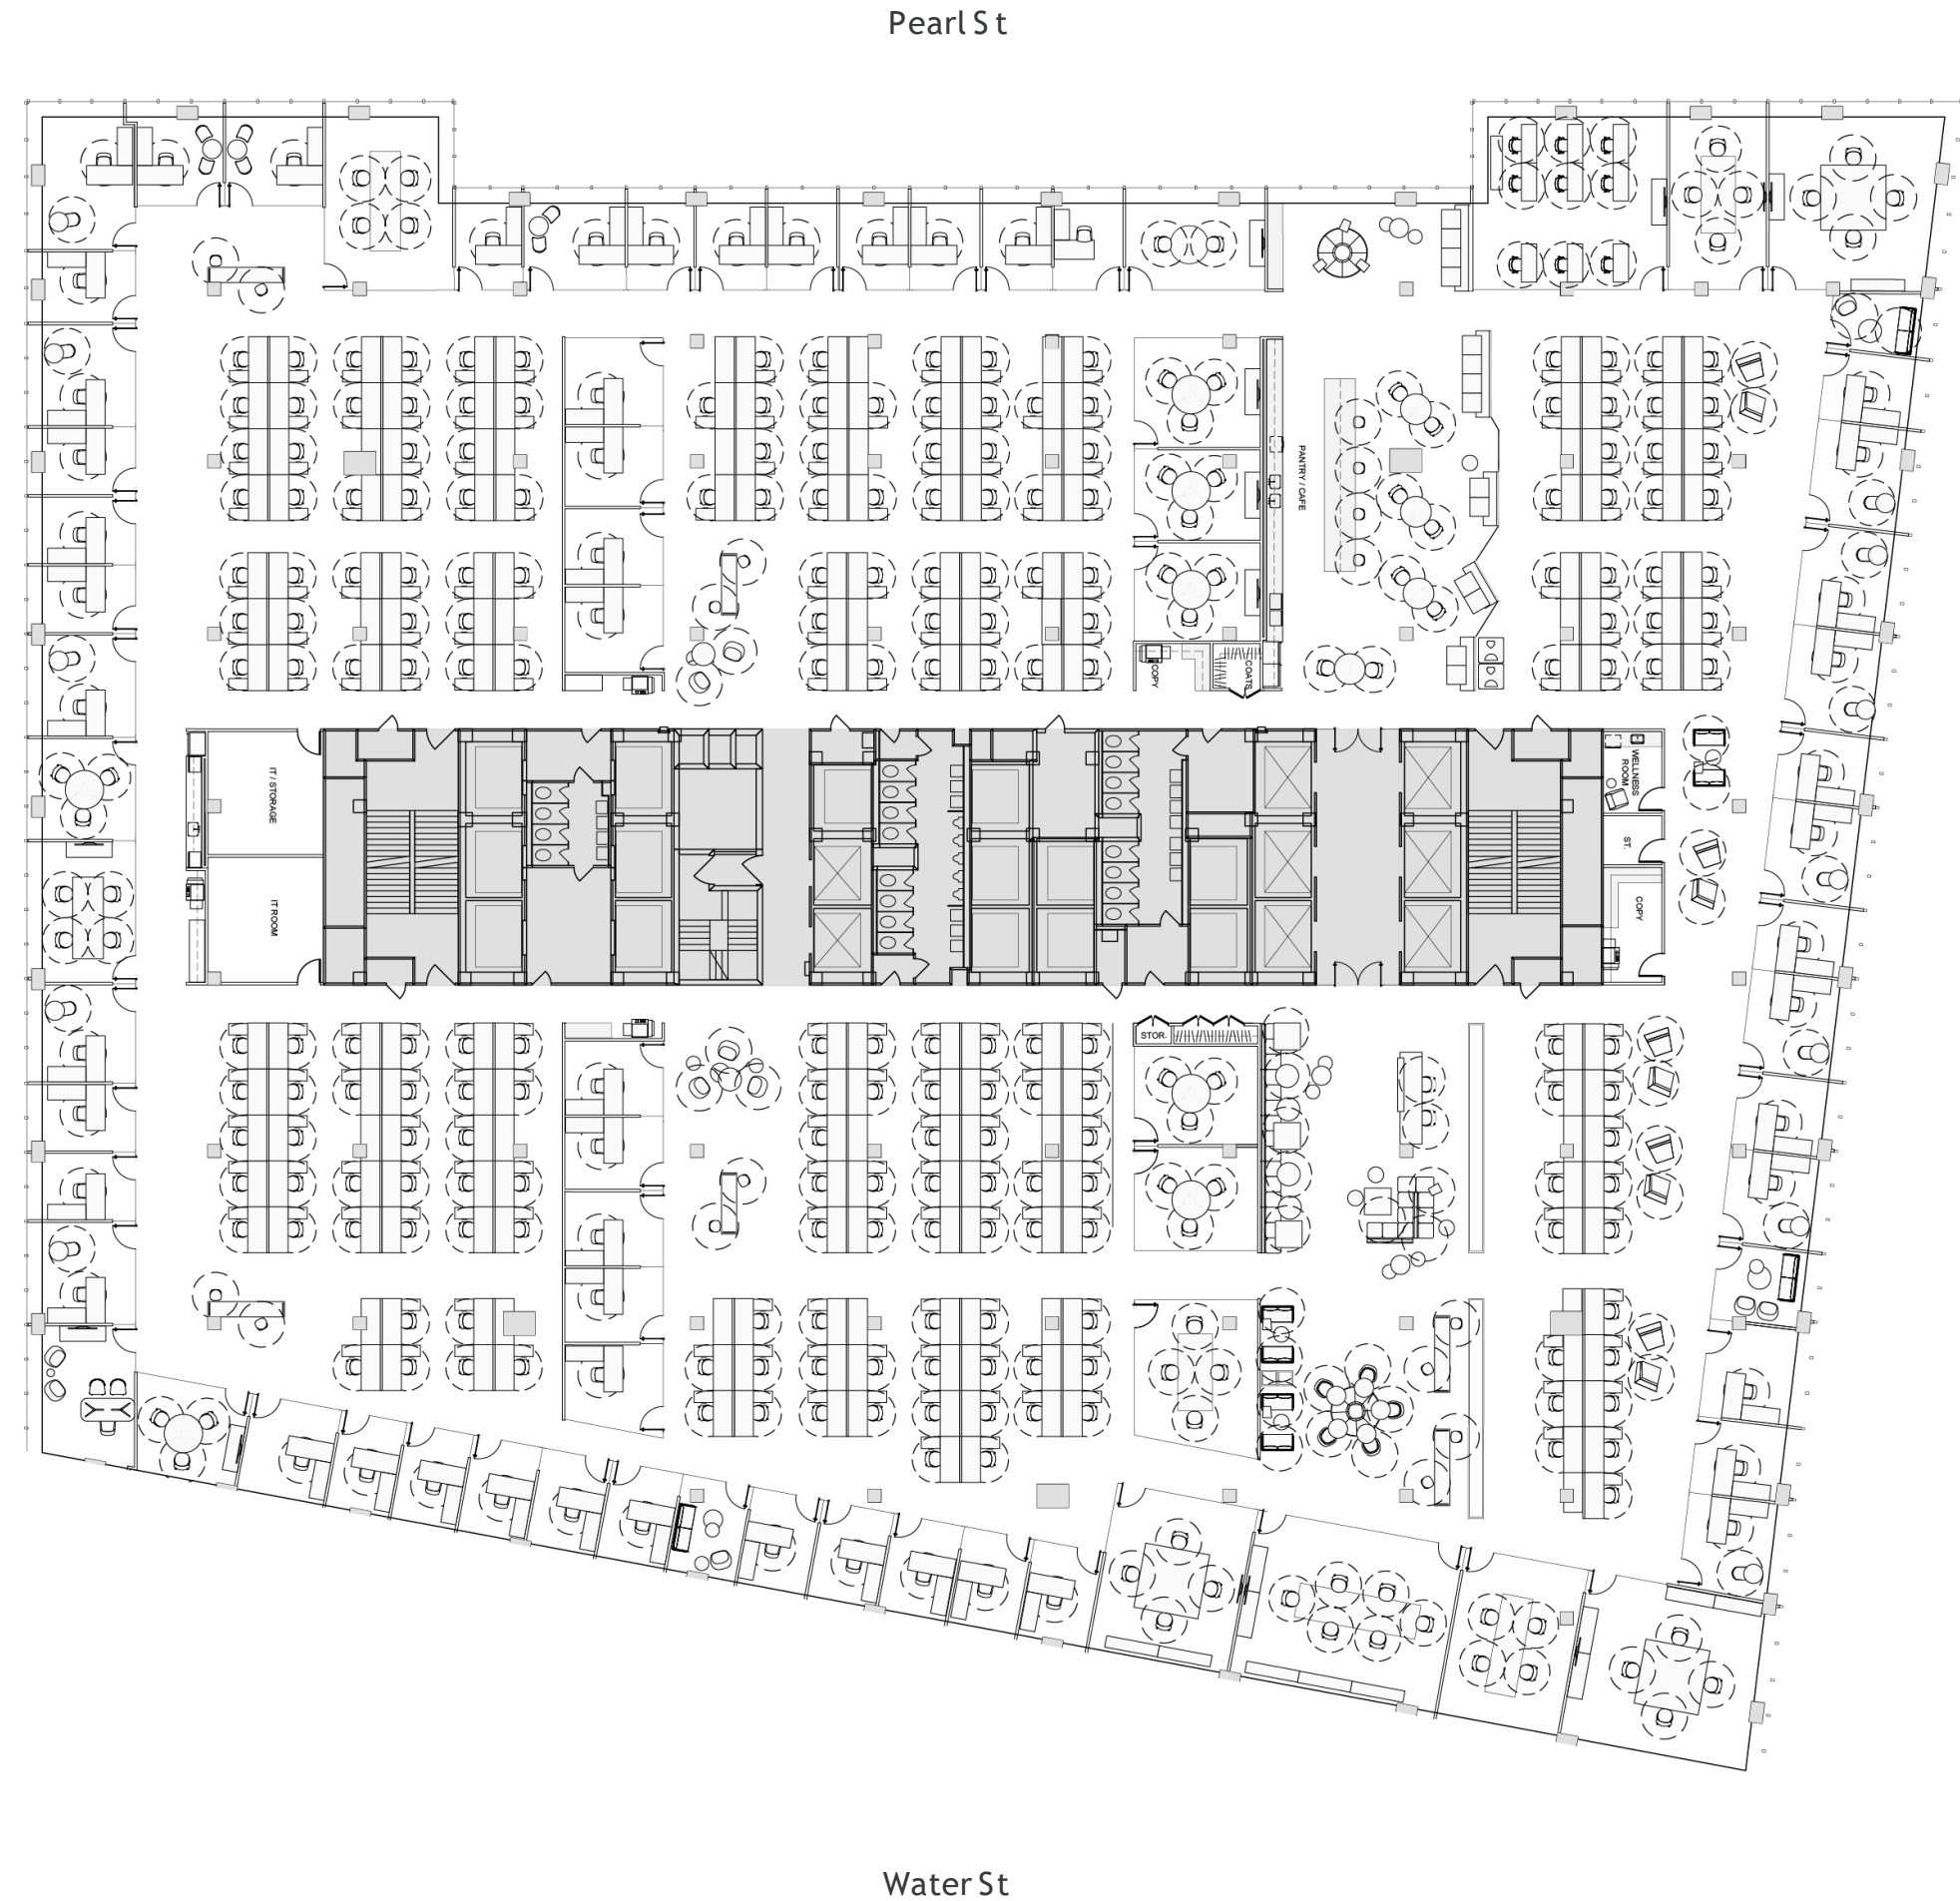 Pearl St
PANTRY / CAFE
COPY
COATS
IT / STORAGE
WELLNESS
ROOM
ST.
IT ROOM
COPY
STOR.
Water St